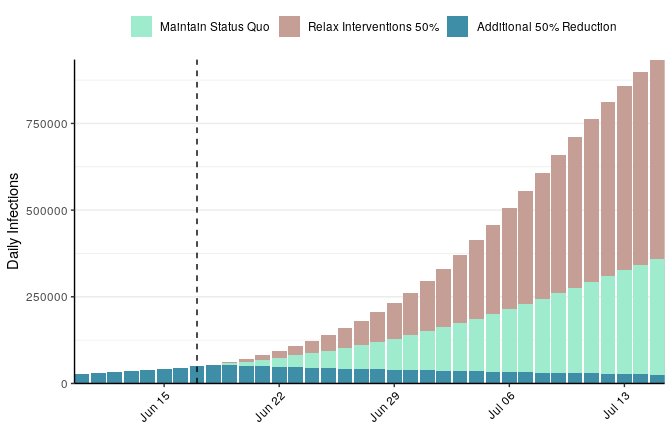 Maintain Status Quo Relax Interventions 50% Additional 50% Reduction
Daily Infections
750000
500000
250000
0
Jun 15 Jun 22 Jun 29 Jul 06 Jul 13